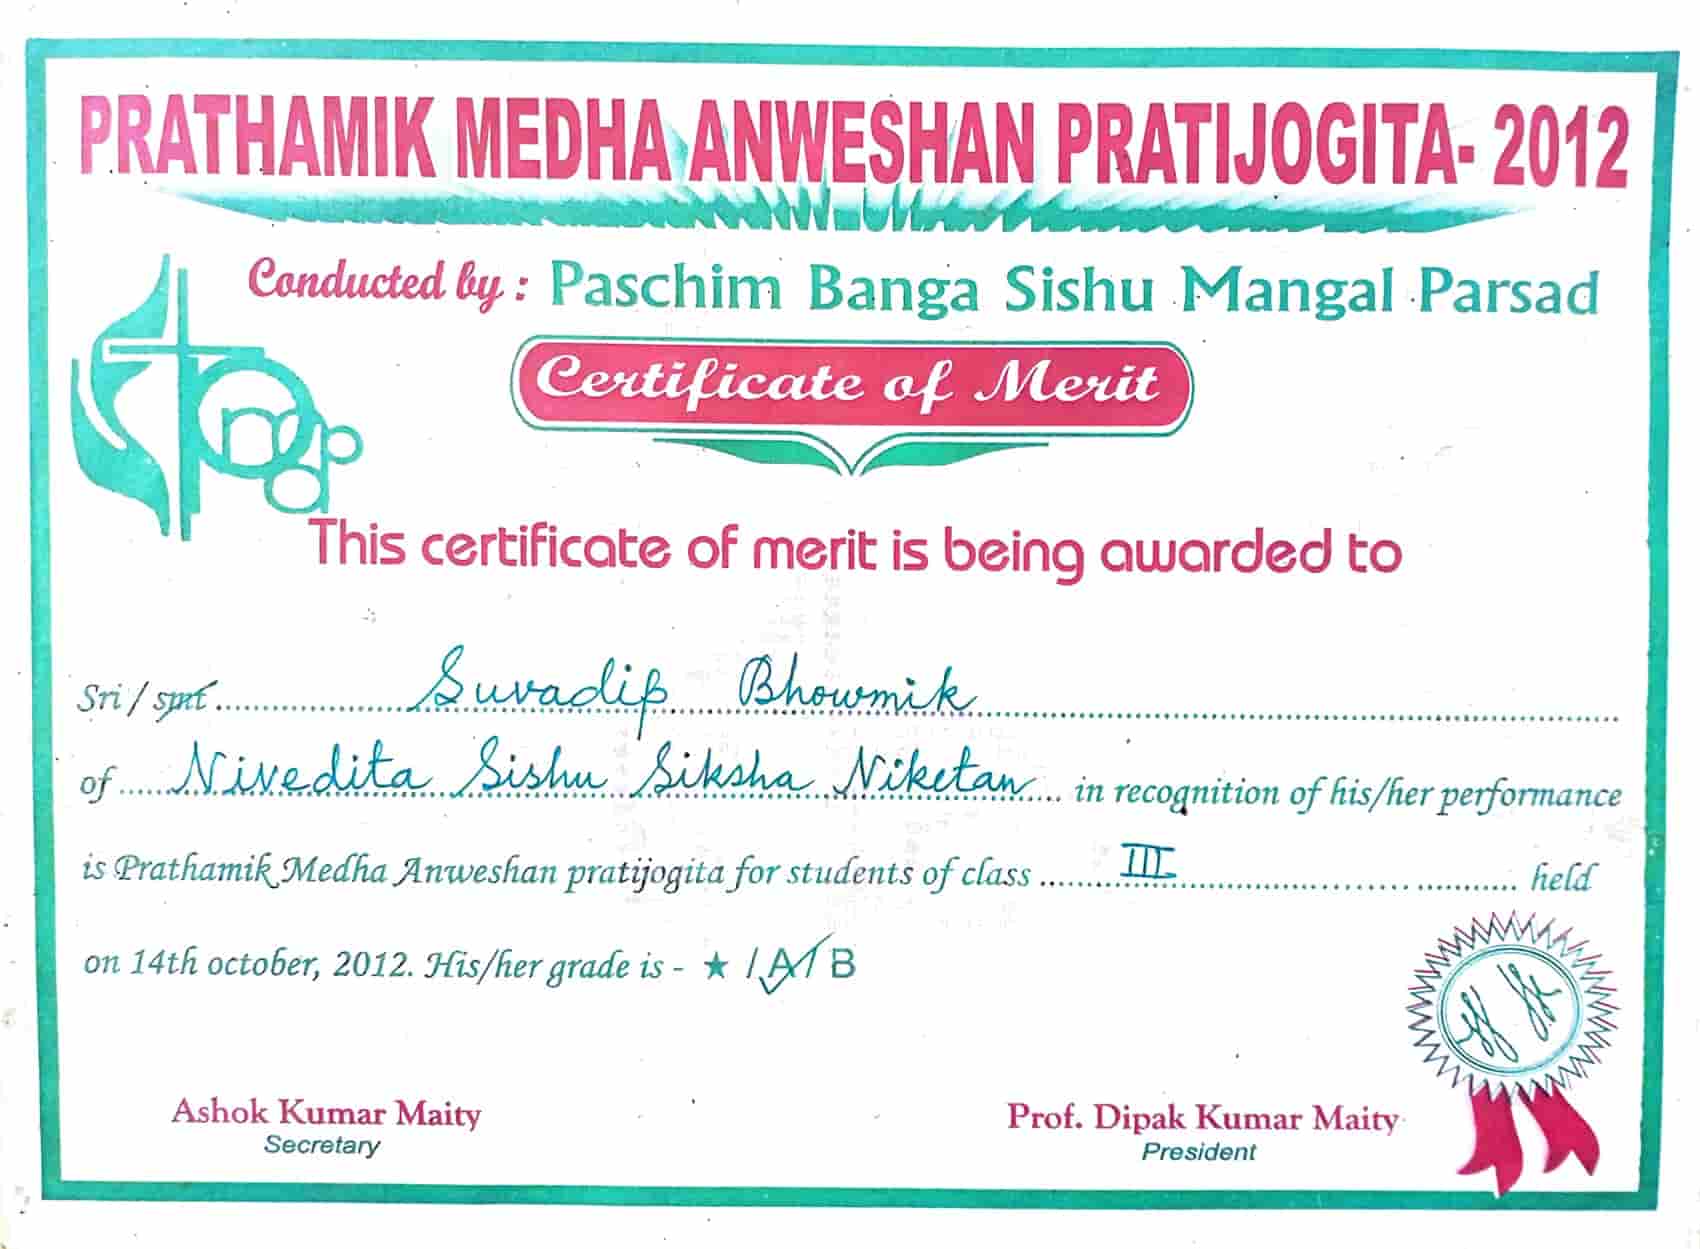 PRATHAMIK MEDHA ANWESHAN PRATIJOGITA- 2012
Conducted by : Paschim Banga Sishu Mangal Parsad
Certificate of Merit
This certificate of merit is being awarded to
Sri / smt Suvadip Bhowmik
of Nivedita Sishu Siksha Niketan in recognition of his/her performance
is Prathamik Medha Anweshan pratijogita for students of class III held
on 14th october, 2012. His/her grade is - ★ / A / B
Ashok Kumar Maity
Secretary
Prof. Dipak Kumar Maity
President